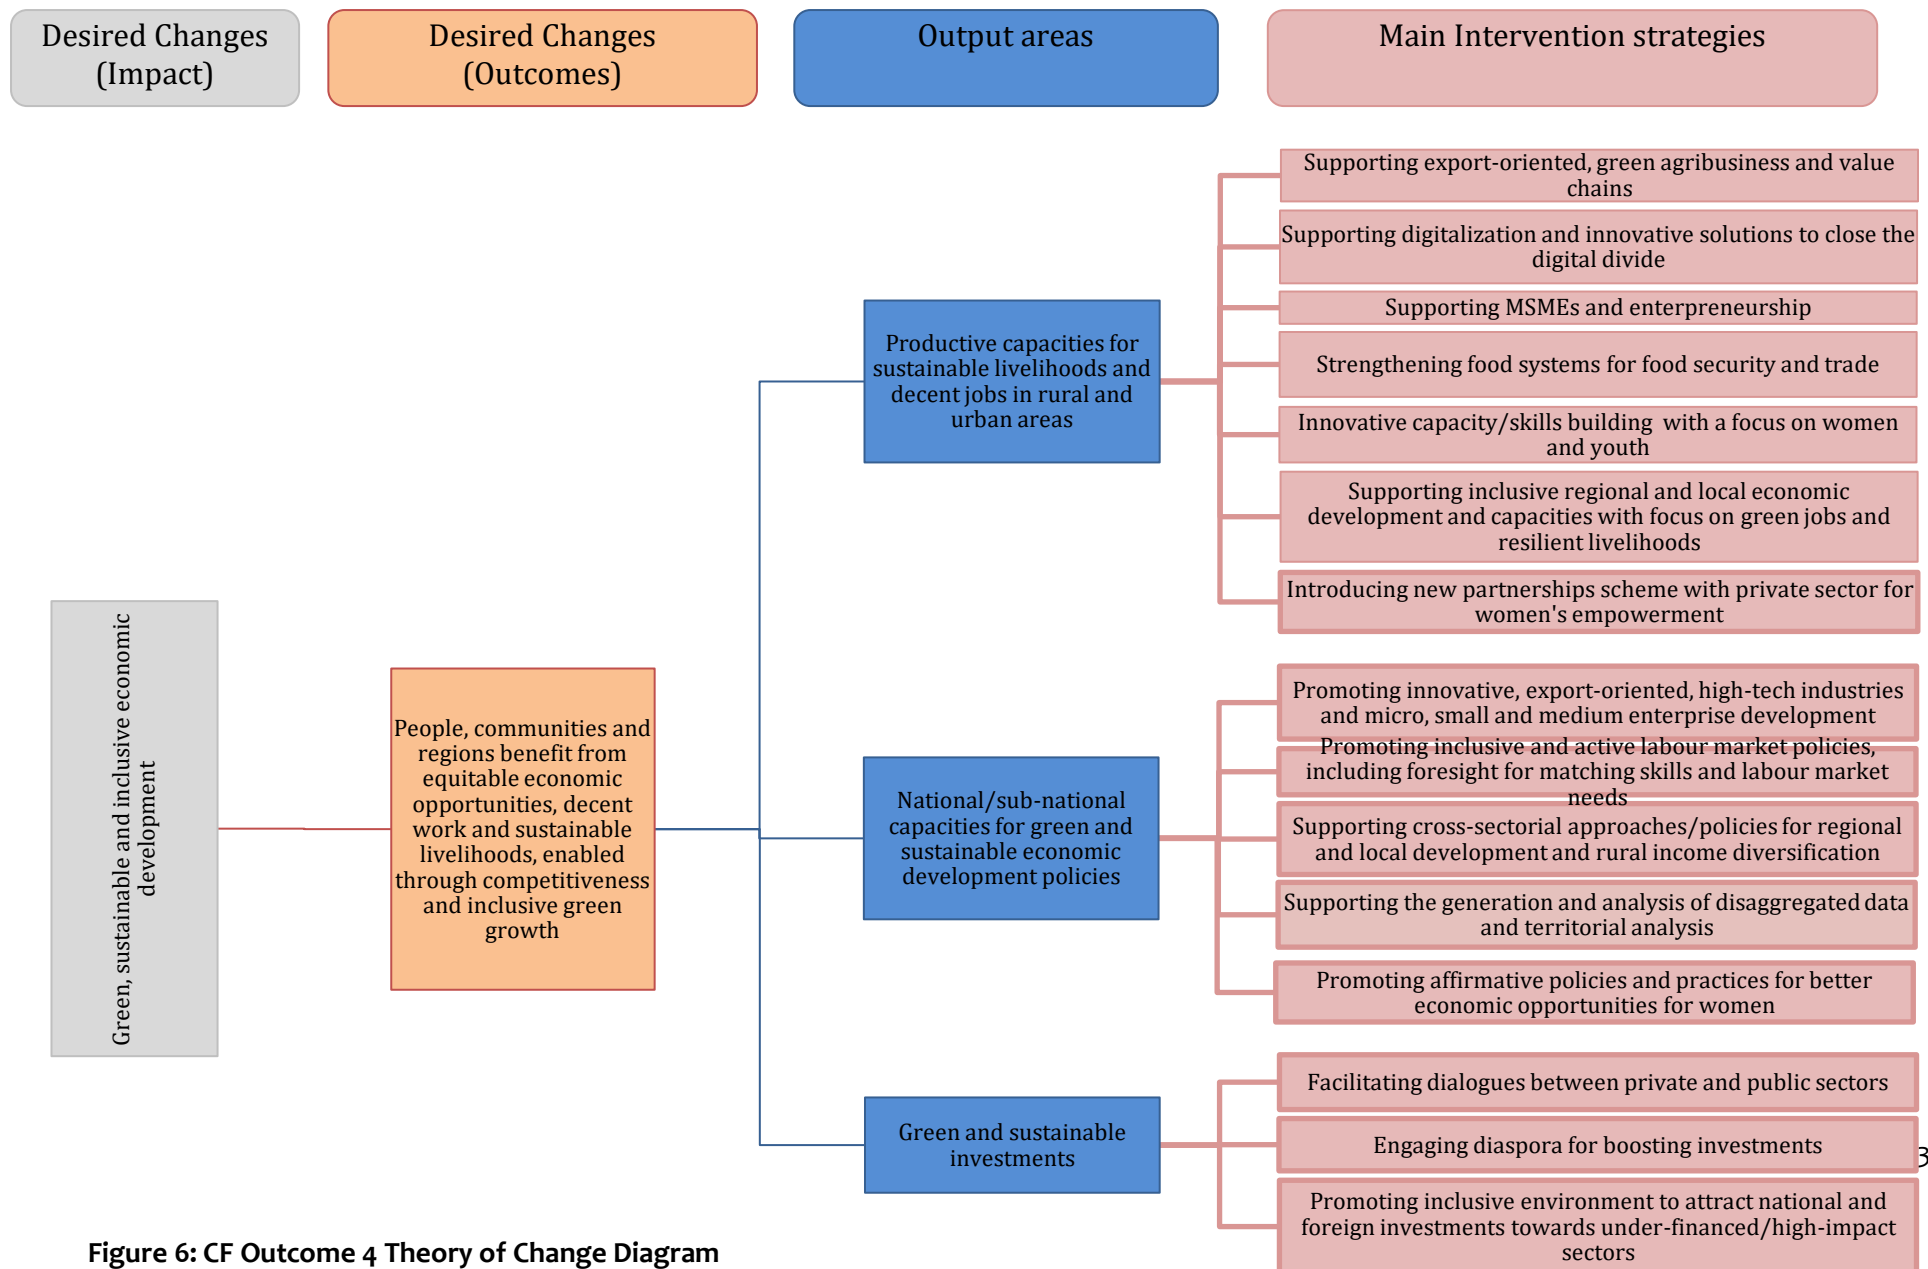 Desired Changes
(Impact)
Desired Changes
(Outcomes)
Output areas
Main Intervention strategies
Green, sustainable and inclusive economic
development
People, communities and
regions benefit from
equitable economic
opportunities, decent
work and sustainable
livelihoods, enabled
through competitiveness
and inclusive green
growth
Productive capacities for
sustainable livelihoods and
decent jobs in rural and
urban areas
Supporting export-oriented, green agribusiness and value
chains
Supporting digitalization and innovative solutions to close the
digital divide
Supporting MSMEs and enterpreneurship
Strengthening food systems for food security and trade
Innovative capacity/skills building with a focus on women
and youth
Supporting inclusive regional and local economic
development and capacities with focus on green jobs and
resilient livelihoods
Introducing new partnerships scheme with private sector for
women's empowerment
National/sub-national
capacities for green and
sustainable economic
development policies
Promoting innovative, export-oriented, high-tech industries
and micro, small and medium enterprise development
Promoting inclusive and active labour market policies,
including foresight for matching skills and labour market
needs
Supporting cross-sectorial approaches/policies for regional
and local development and rural income diversification
Supporting the generation and analysis of disaggregated data
and territorial analysis
Promoting affirmative policies and practices for better
economic opportunities for women
Green and sustainable
investments
Facilitating dialogues between private and public sectors
Engaging diaspora for boosting investments
Promoting inclusive environment to attract national and
foreign investments towards under-financed/high-impact
sectors
3
Figure 6: CF Outcome 4 Theory of Change Diagram